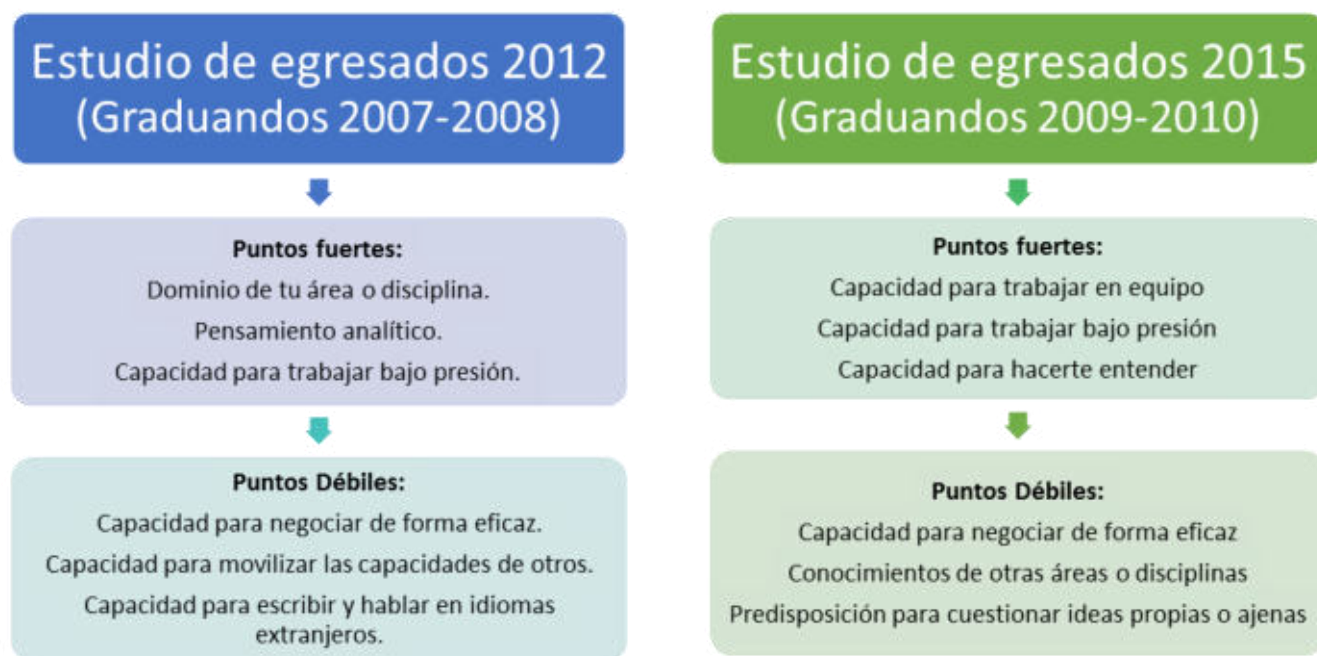 Estudio de egresados 2012
(Graduandos 2007-2008)
Puntos fuertes:
Dominio de tu área o disciplina.
Pensamiento analítico.
Capacidad para trabajar bajo presión.
Puntos Débiles:
Capacidad para negociar de forma eficaz.
Capacidad para movilizar las capacidades de otros.
Capacidad para escribir y hablar en idiomas
extranjeros.
Estudio de egresados 2015
(Graduandos 2009-2010)
Puntos fuertes:
Capacidad para trabajar en equipo
Capacidad para trabajar bajo presión
Capacidad para hacerte entender
Puntos Débiles:
Capacidad para negociar de forma eficaz
Conocimientos de otras áreas o disciplinas
Predisposición para cuestionar ideas propias o ajenas